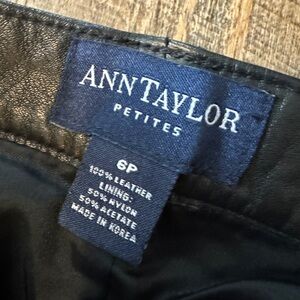 ANN TAYLOR
PETITES
6P
100% LEATHER
LINING:
50% NYLON
50% ACETATE
MADE IN KOREA